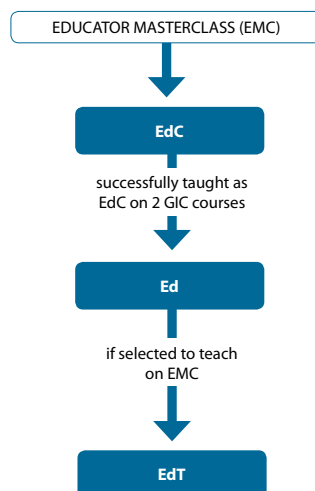 EDUCATOR MASTERCLASS (EMC)
EdC
successfully taught as
EdC on 2 GIC courses
Ed
if selected to teach
on EMC
EdT